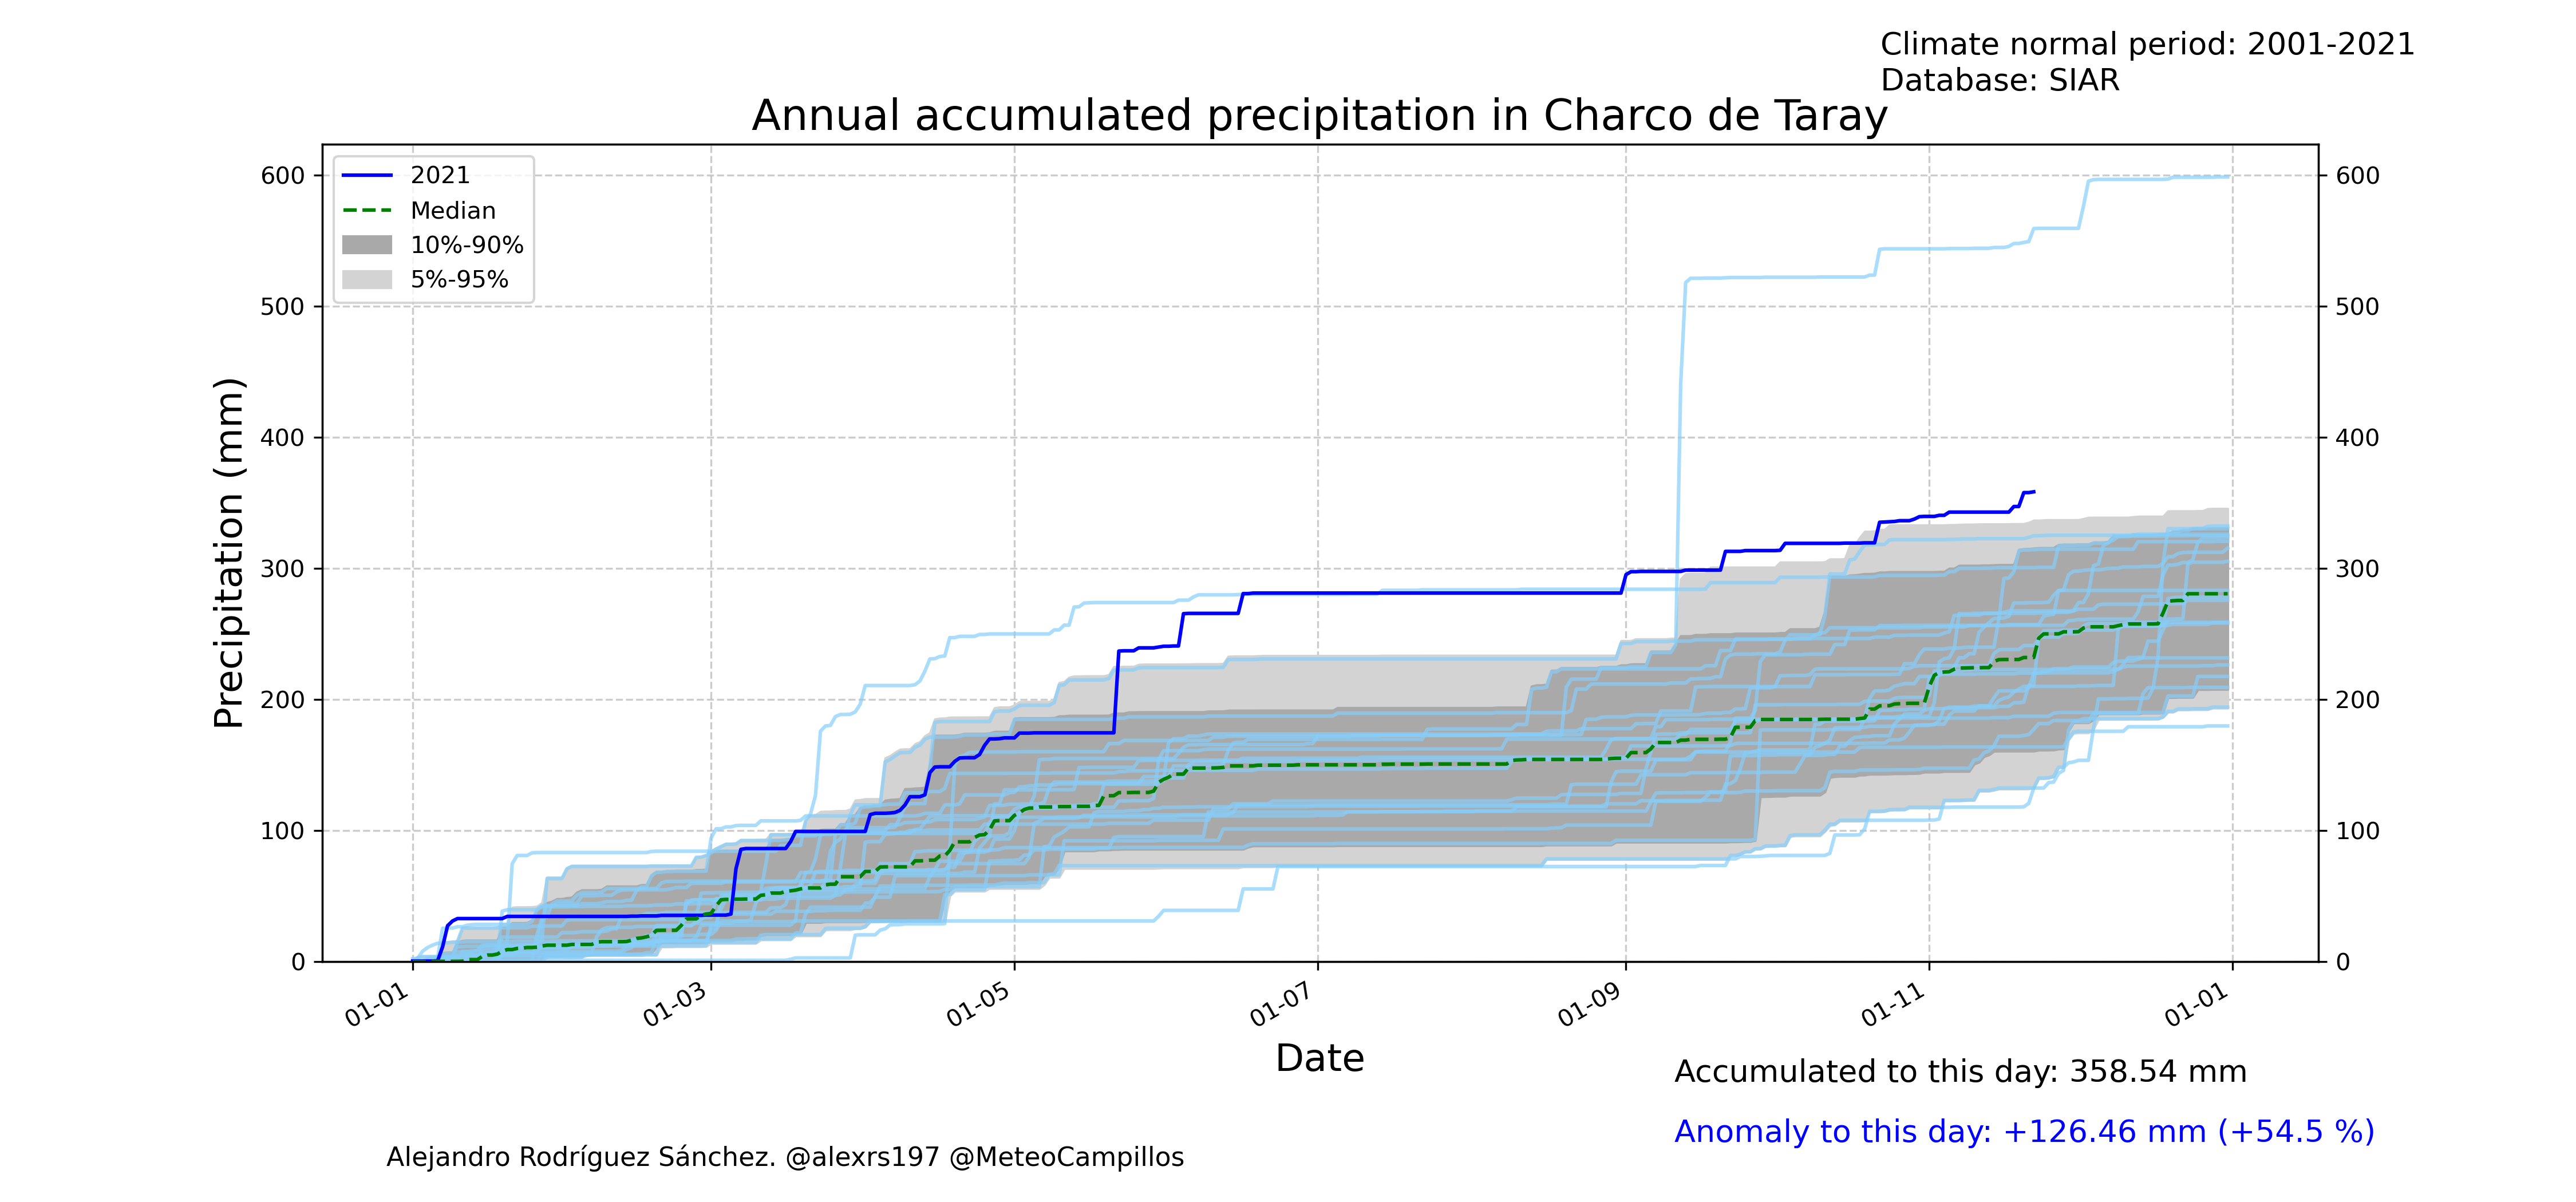 Climate normal period: 2001-2021
Database: SIAR
Annual accumulated precipitation in Charco de Taray
2021
Median
10%-90%
5%-95%
Precipitation (mm)
600
500
400
300
200
100
0
600
500
400
300
200
100
0
01-01
01-03
01-05
01-07
01-09
01-11
01-01
Date
Accumulated to this day: 358.54 mm
Anomaly to this day: +126.46 mm (+54.5 %)
Alejandro Rodríguez Sánchez. @alexrs197 @MeteoCampillos